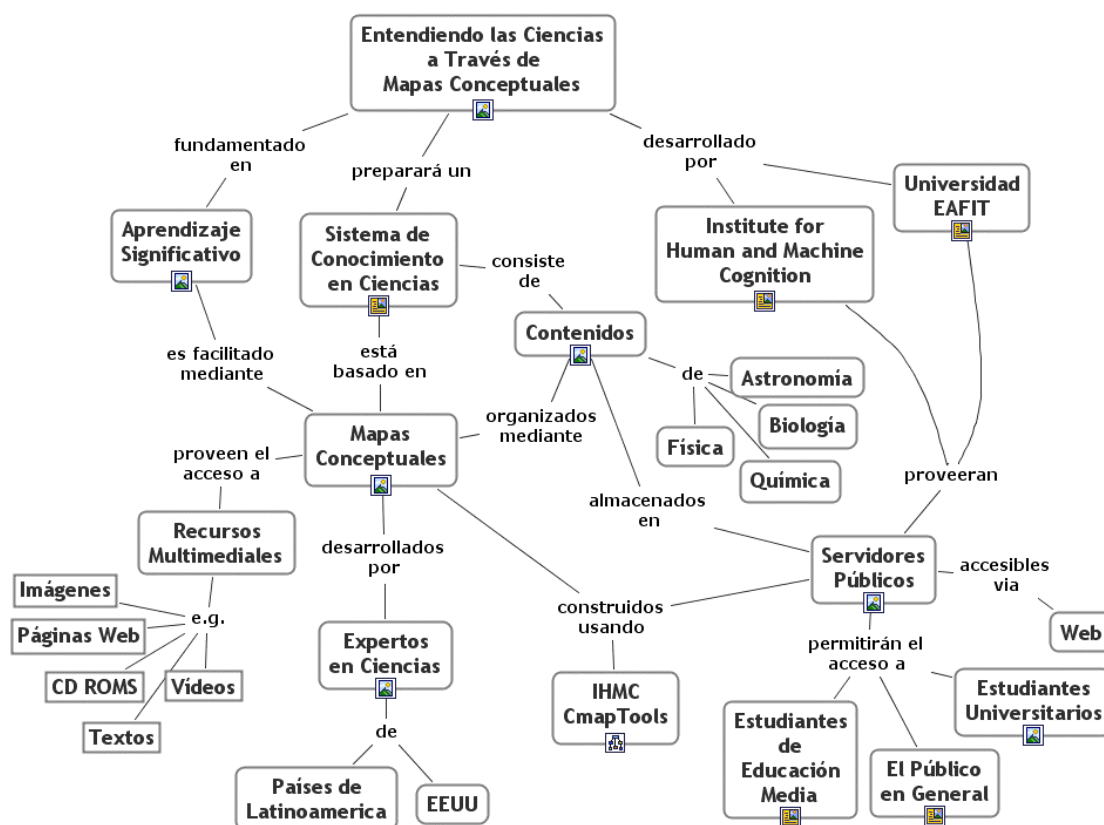 Entendiendo las Ciencias
a Través de
Mapas Conceptuales
fundamentado
en
preparará un
desarrollado
por
Aprendizaje
Significativo
Sistema de
Conocimiento
en Ciencias
consiste
de
Institute for
Human and Machine
Cognition
Universidad
EAFIT
es facilitado
mediante
está
basado en
Contenidos
de
Astronomía
Biología
Física
Química
organizados
mediante
Mapas
Conceptuales
proveen el
acceso a
almacenados
en
proveeran
Recursos
Multimediales
desarrollados
por
Servidores
Públicos
accesibles
via
Web
Imágenes
e.g.
Páginas Web
CD ROMS
Vídeos
Textos
Expertos
en Ciencias
construidos
usando
permitirán el
acceso a
de
IHMC
CmapTools
Estudiantes
Universitarios
Países de
Latinoamerica
EEUU
Estudiantes
de
Educación
Media
El Público
en General